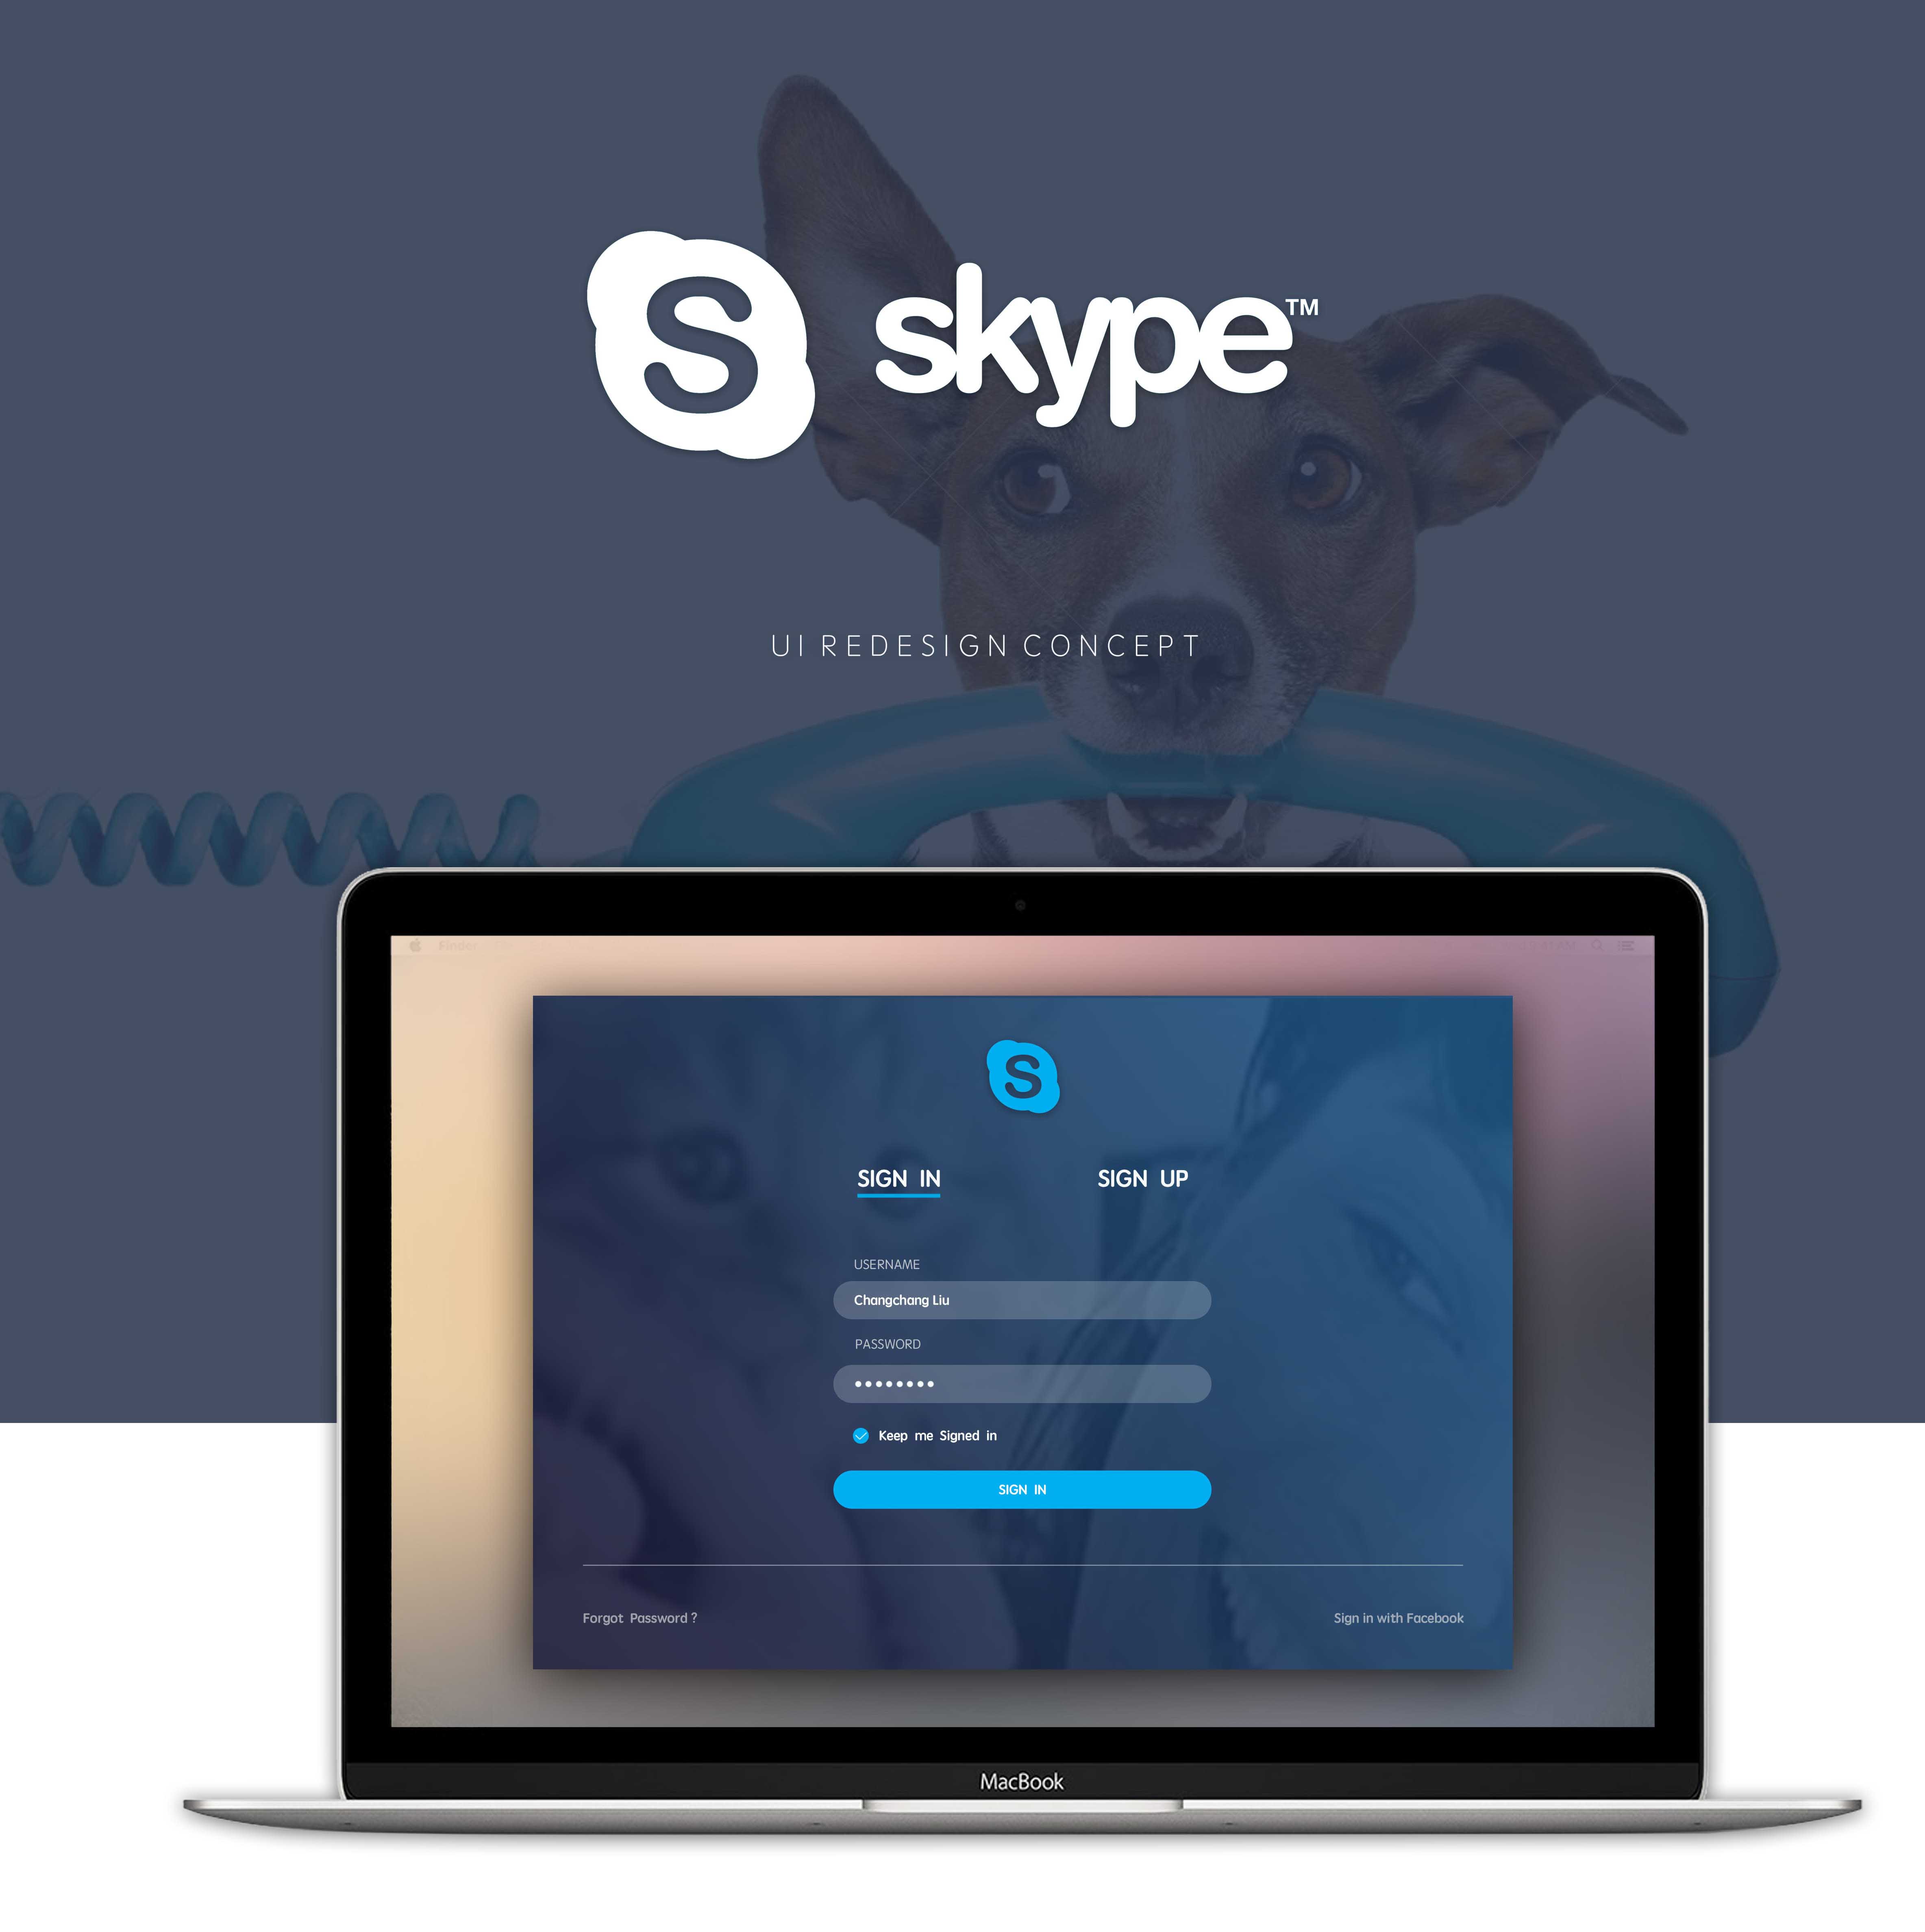 S skype™
UI REDESIGN CONCEPT
Finder
S
SIGN IN SIGN UP
USERNAME
Changchang Liu
PASSWORD
Keep me Signed in
SIGN IN
Forgot Password ? Sign in with Facebook
MacBook